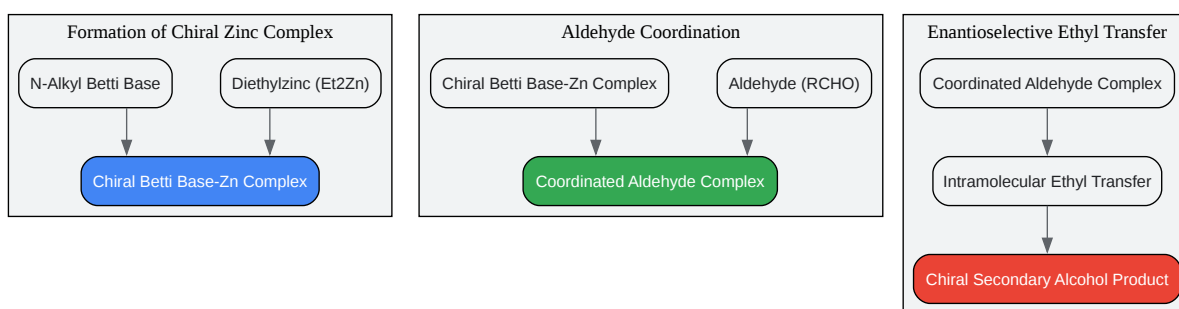 Formation of Chiral Zinc Complex
N-Alkyl Betti Base
Diethylzinc (Et2Zn)
Chiral Betti Base-Zn Complex
Aldehyde Coordination
Chiral Betti Base-Zn Complex
Aldehyde (RCHO)
Coordinated Aldehyde Complex
Enantioselective Ethyl Transfer
Coordinated Aldehyde Complex
Intramolecular Ethyl Transfer
Chiral Secondary Alcohol Product